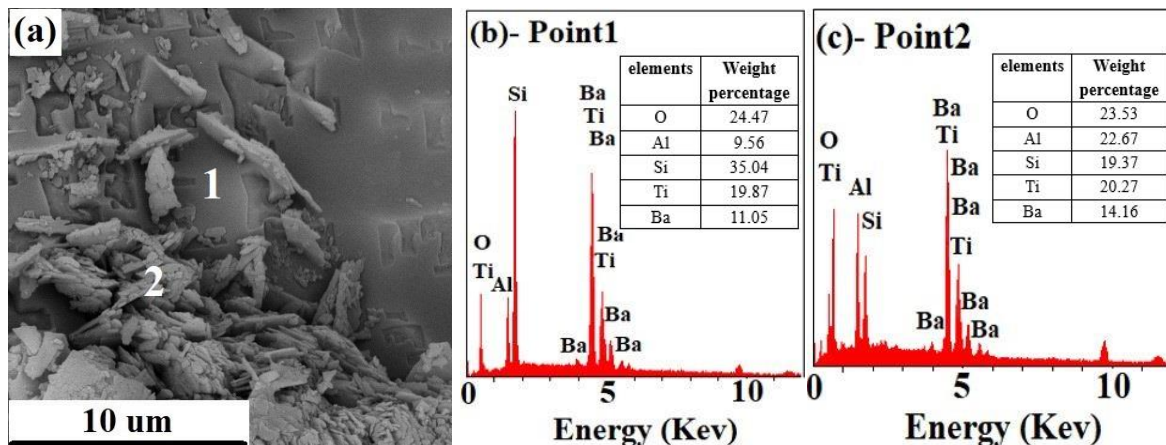 (a)
1
2
10 um
(b)- Point1
elements Weight percentage
O 24.47
Al 9.56
Si 35.04
Ti 19.87
Ba 11.05
Si
Ba
Ti
Ba
O
Ti
Al
Ba
Ti
Ba
Ba
Ba
0 5 10
Energy (Kev)
(c)- Point2
elements Weight percentage
O 23.53
Al 22.67
Si 19.37
Ti 20.27
Ba 14.16
O
Ti
Al
Si
Ba
Ti
Ba
Ba
Ti
Ba
Ba
Ba
0 5 10
Energy (Kev)